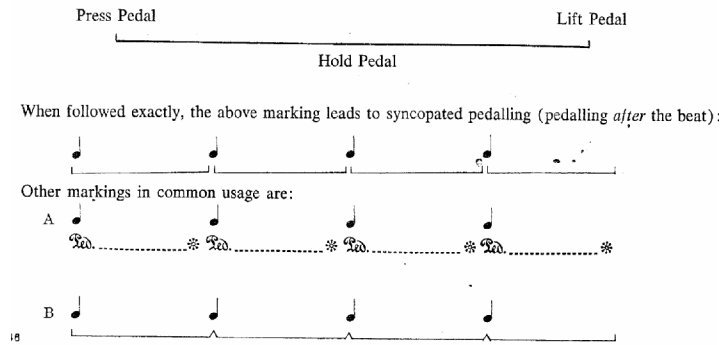 Press Pedal Lift Pedal
Hold Pedal
When followed exactly, the above marking leads to syncopated pedalling (pedalling after the beat):
Other markings in common usage are:
A
Ped. * Ped. * Ped. * Ped. *
B